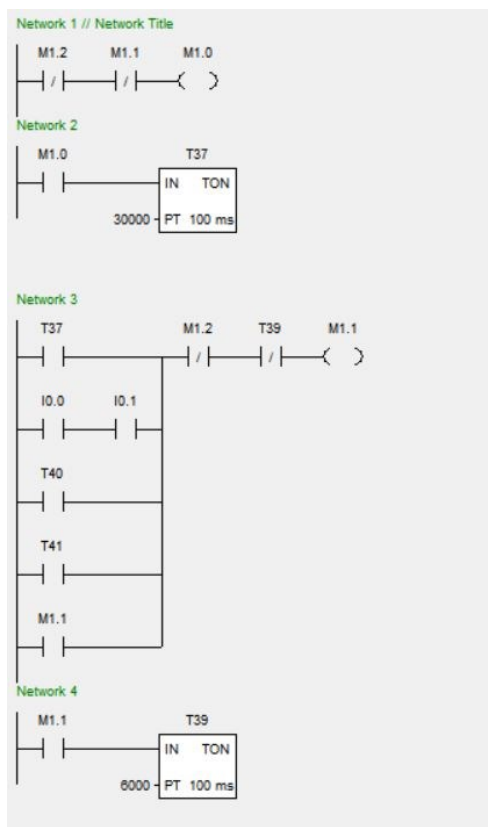 Network 1 // Network Title
M1.2 M1.1 M1.0
/ /
Network 2
M1.0 T37
IN TON
30000 PT 100 ms
Network 3
T37 M1.2 T39 M1.1
/ /
I0.0 I0.1
T40
T41
M1.1
Network 4
M1.1 T39
IN TON
6000 PT 100 ms